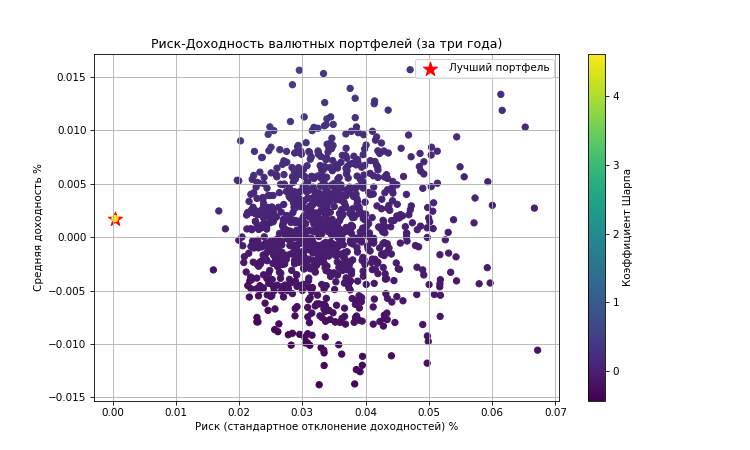 Риск-Доходность валютных портфелей (за три года)
Лучший портфель
Средняя доходность %
0.015
0.010
0.005
0.000
−0.005
−0.010
−0.015
0.00 0.01 0.02 0.03 0.04 0.05 0.06 0.07
Риск (стандартное отклонение доходностей) %
4
3
2
1
0
Коэффициент Шарпа